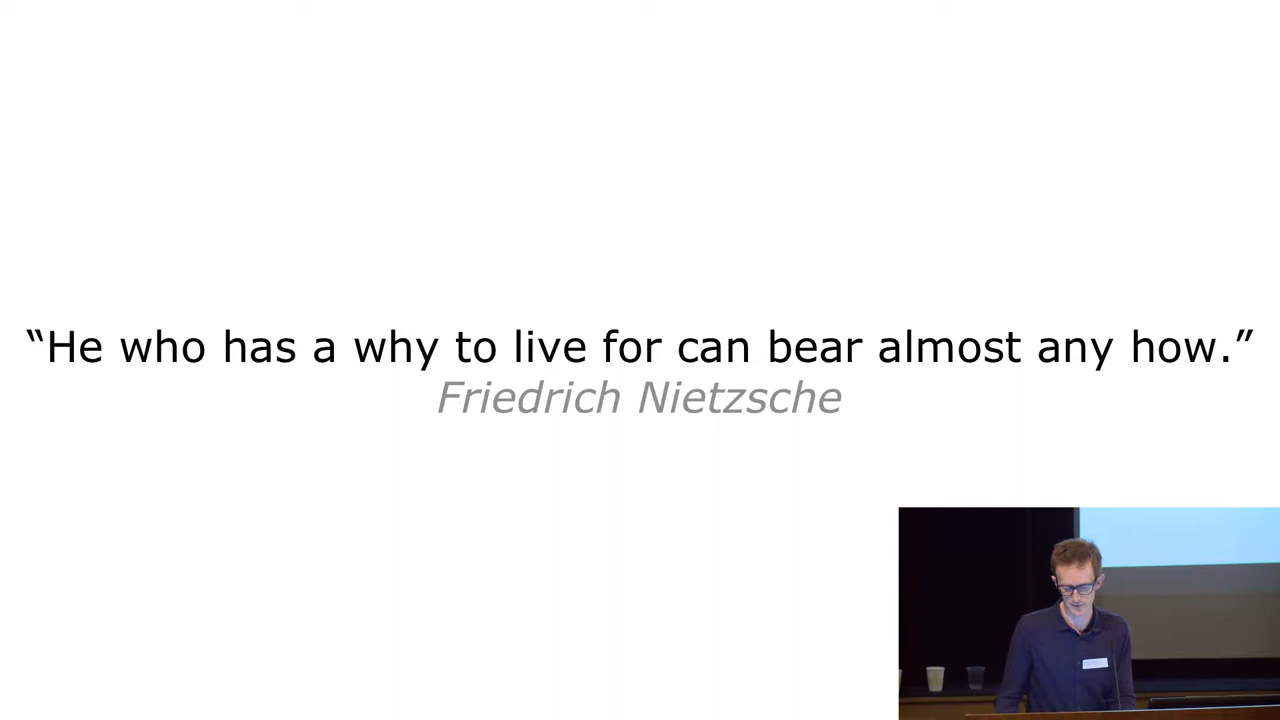 “He who has a why to live for can bear almost any how.”
Friedrich Nietzsche